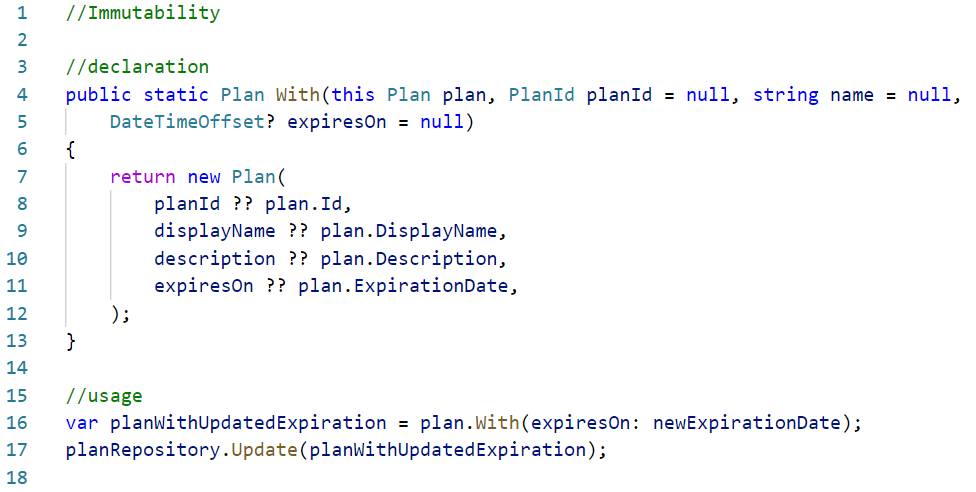 1 //Immutability
2
3 //declaration
4 public static Plan With(this Plan plan, PlanId planId = null, string name = null,
5 DateTimeOffset? expiresOn = null)
6 {
7 return new Plan(
8 planId ?? plan.Id,
9 displayName ?? plan.DisplayName,
10 description ?? plan.Description,
11 expiresOn ?? plan.ExpirationDate,
12 );
13 }
14
15 //usage
16 var planWithUpdatedExpiration = plan.With(expiresOn: newExpirationDate);
17 planRepository.Update(planWithUpdatedExpiration);
18